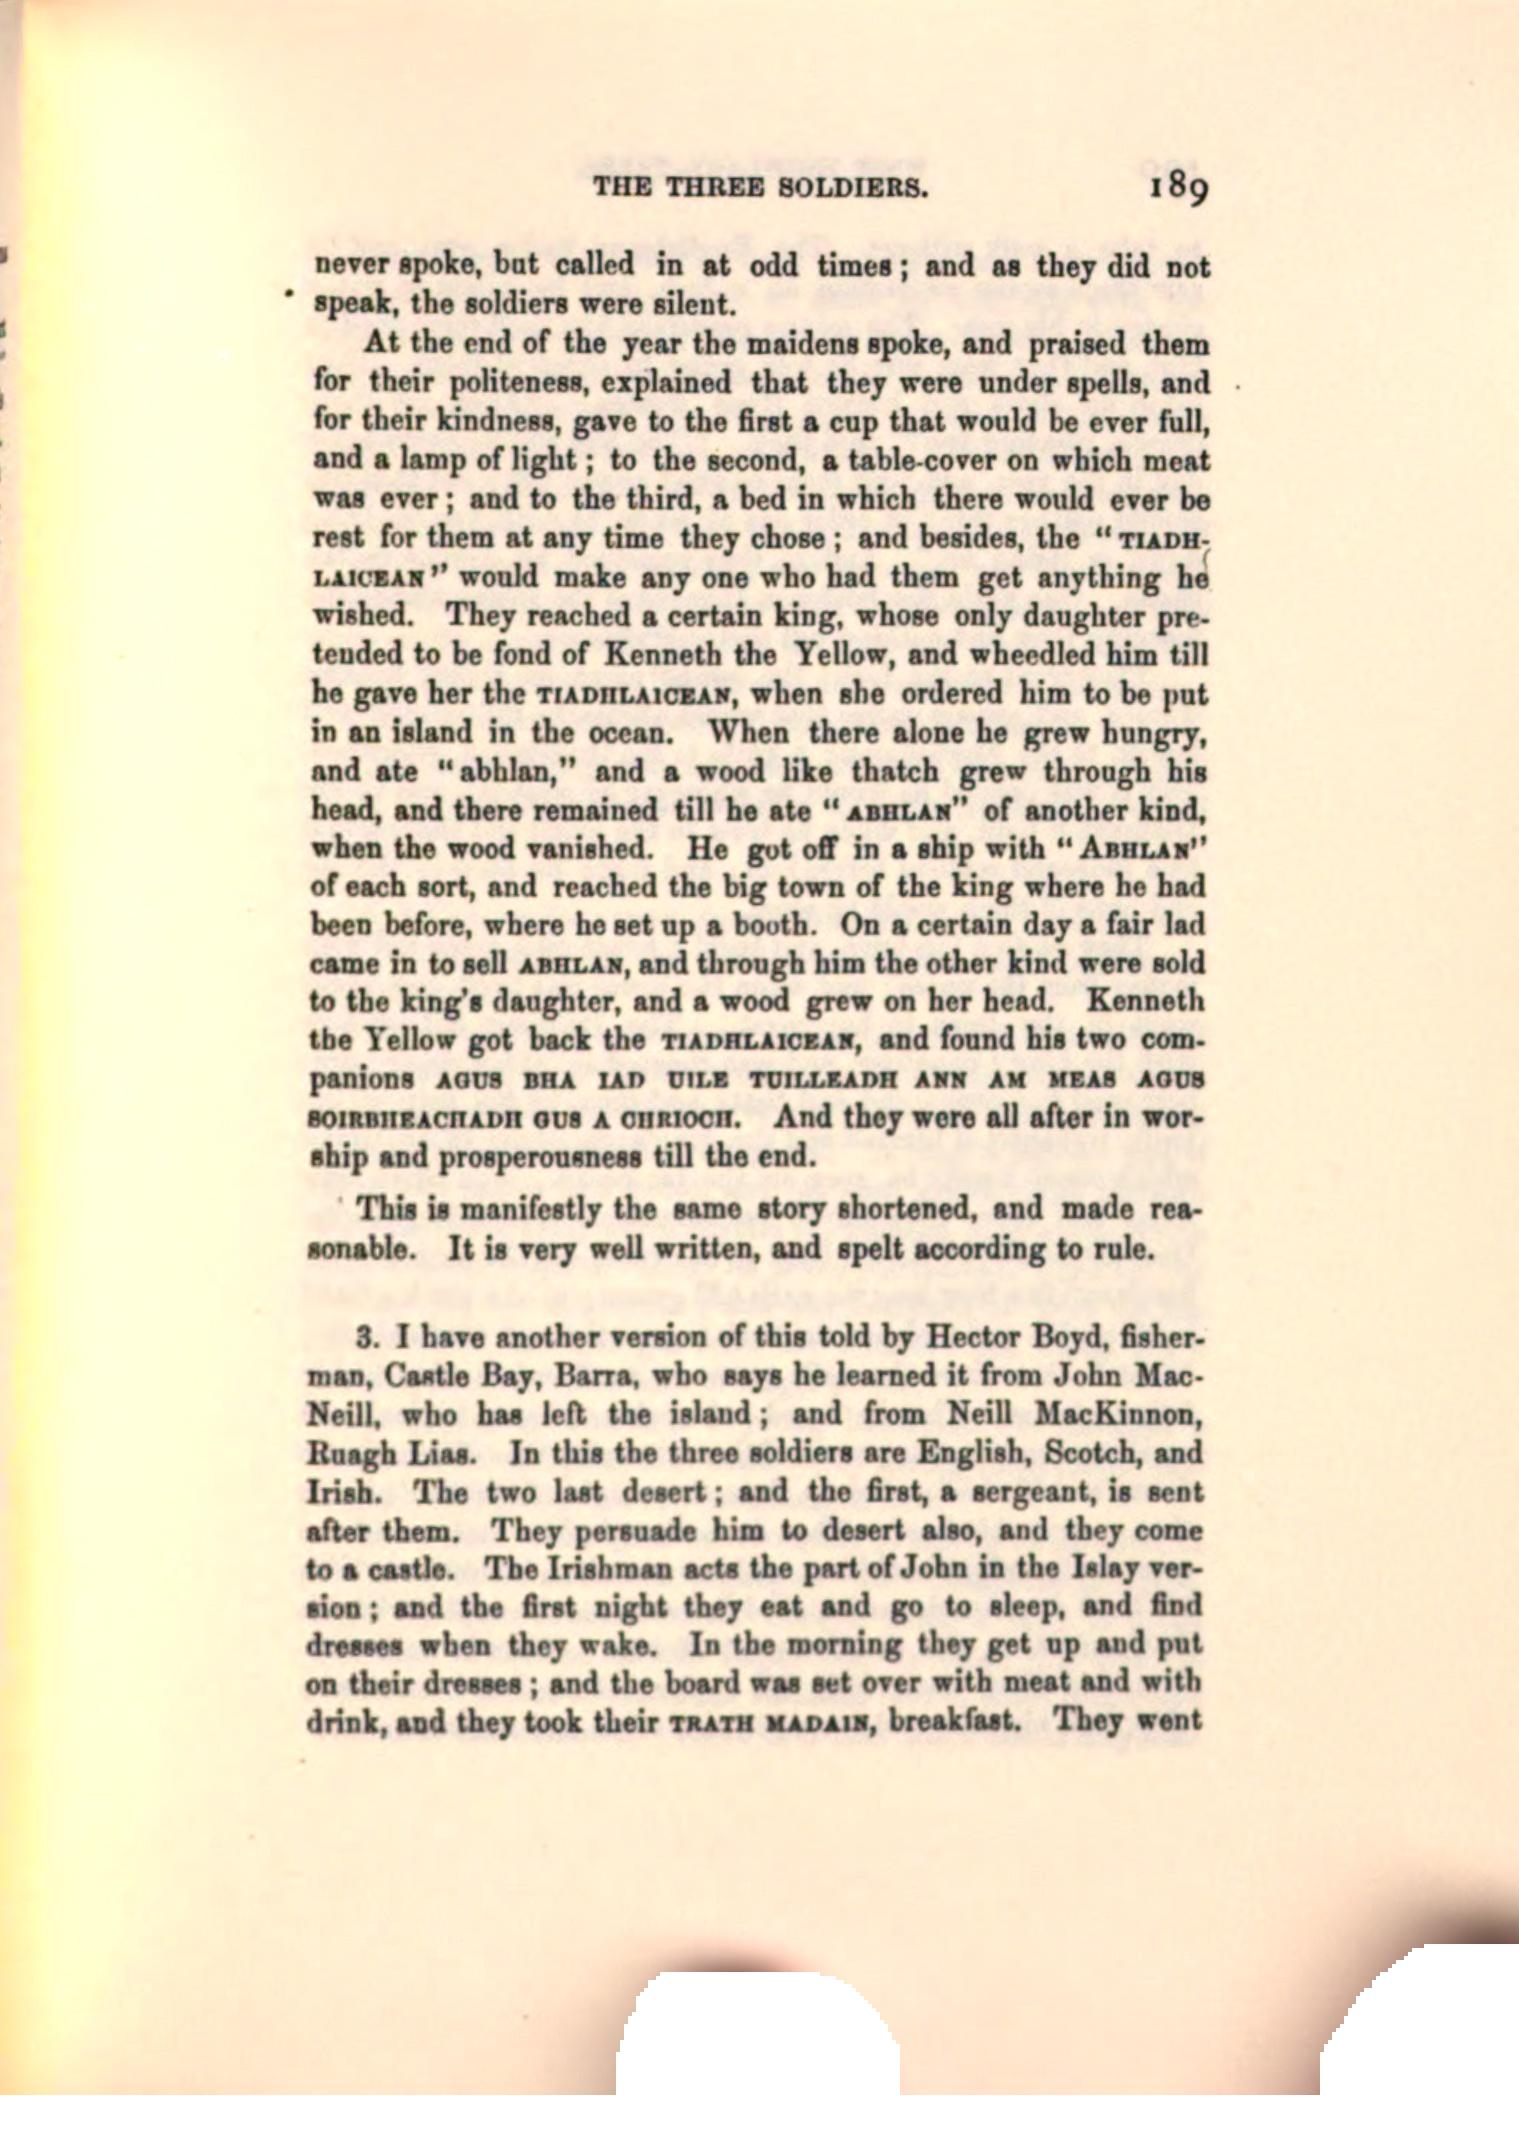 THE THREE SOLDIERS. 189
never spoke, but called in at odd times; and as they did not
speak, the soldiers were silent.
At the end of the year the maidens spoke, and praised them
for their politeness, explained that they were under spells, and
for their kindness, gave to the first a cup that would be ever full,
and a lamp of light; to the second, a table-cover on which meat
was ever; and to the third, a bed in which there would ever be
rest for them at any time they chose; and besides, the "TIADH-
LAICEAN" would make any one who had them get anything he
wished. They reached a certain king, whose only daughter pre-
tended to be fond of Kenneth the Yellow, and wheedled him till
he gave her the TIADHLAICEAN, when she ordered him to be put
in an island in the ocean. When there alone he grew hungry,
and ate "abhlan," and a wood like thatch grew through his
head, and there remained till he ate "ABHLAN" of another kind,
when the wood vanished. He got off in a ship with "ABHLAN"
of each sort, and reached the big town of the king where he had
been before, where he set up a booth. On a certain day a fair lad
came in to sell ABHLAN, and through him the other kind were sold
to the king's daughter, and a wood grew on her head. Kenneth
the Yellow got back the TIADHLAICEAN, and found his two com-
panions AGUS BHA IAD UILE TUILLEADH ANN AM MEAS AGUS
SOIRBHEACHADH GUS A CHRIOCH. And they were all after in wor-
ship and prosperousness till the end.
This is manifestly the same story shortened, and made rea-
sonable. It is very well written, and spelt according to rule.
3. I have another version of this told by Hector Boyd, fisher-
man, Castle Bay, Barra, who says he learned it from John Mac-
Neill, who has left the island; and from Neill MacKinnon,
Ruagh Lias. In this the three soldiers are English, Scotch, and
Irish. The two last desert; and the first, a sergeant, is sent
after them. They persuade him to desert also, and they come
to a castle. The Irishman acts the part of John in the Islay ver-
sion; and the first night they eat and go to sleep, and find
dresses when they wake. In the morning they get up and put
on their dresses; and the board was set over with meat and with
drink, and they took their TRATH MADAIN, breakfast. They went